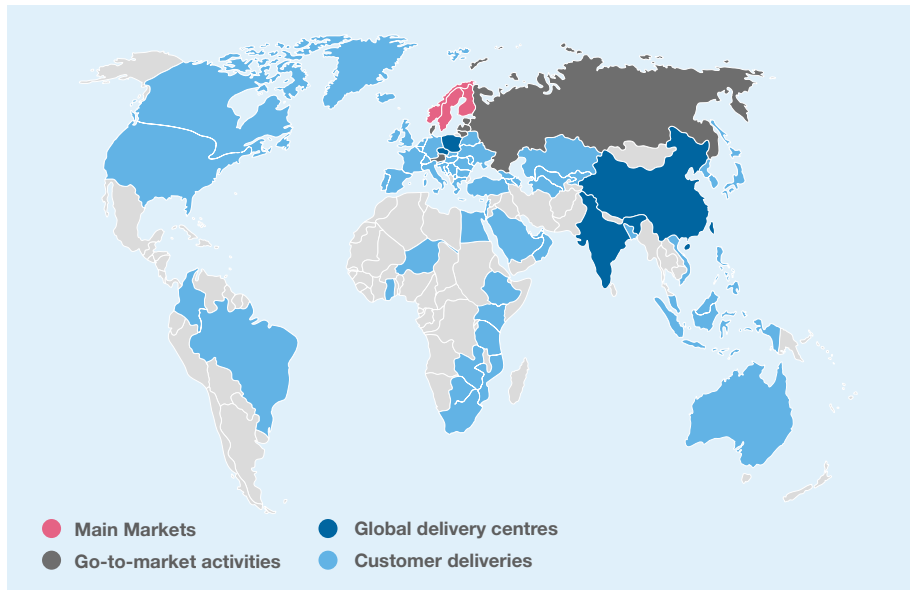 Main Markets
Go-to-market activities
Global delivery centres
Customer deliveries